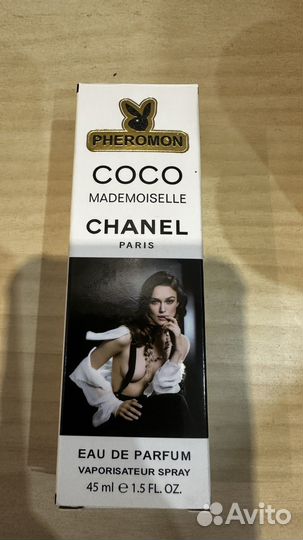 PHEROMON
COCO
MADEMOISELLE
CHANEL
PARIS
EAU DE PARFUM
VAPORISATEUR SPRAY
45 ml ℮ 1.5 FL. OZ.
Avito